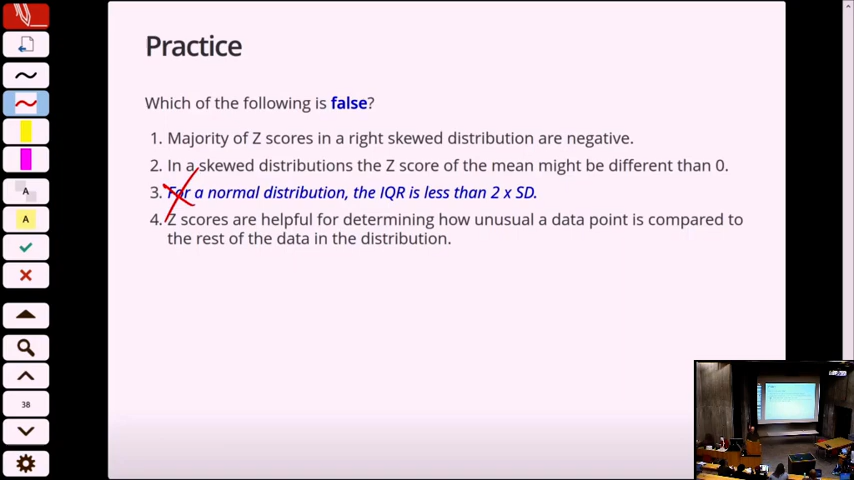 Practice
Which of the following is false?
1. Majority of Z scores in a right skewed distribution are negative.
2. In a skewed distributions the Z score of the mean might be different than 0.
3. For a normal distribution, the IQR is less than 2 x SD.
4. Z scores are helpful for determining how unusual a data point is compared to
the rest of the data in the distribution.
A
A
38